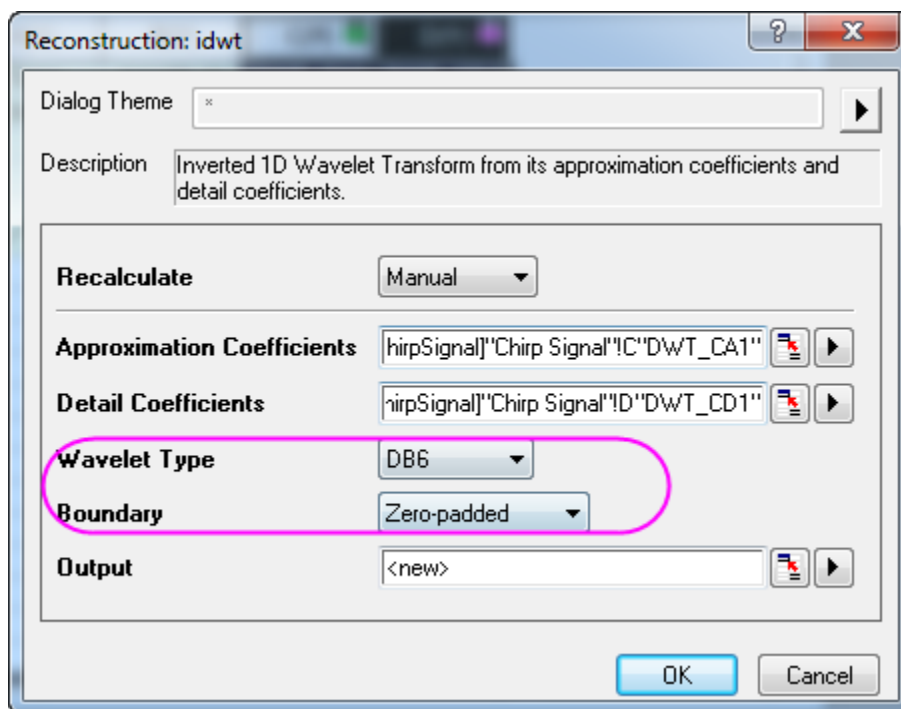 Reconstruction: idwt
Dialog Theme *
Description Inverted 1D Wavelet Transform from its approximation coefficients and
detail coefficients.
Recalculate Manual
Approximation Coefficients hirpSignal]"Chirp Signal"!C"DWT_CA1"
Detail Coefficients hirpSignal]"Chirp Signal"!D"DWT_CD1"
Wavelet Type DB6
Boundary Zero-padded
Output <new>
OK Cancel